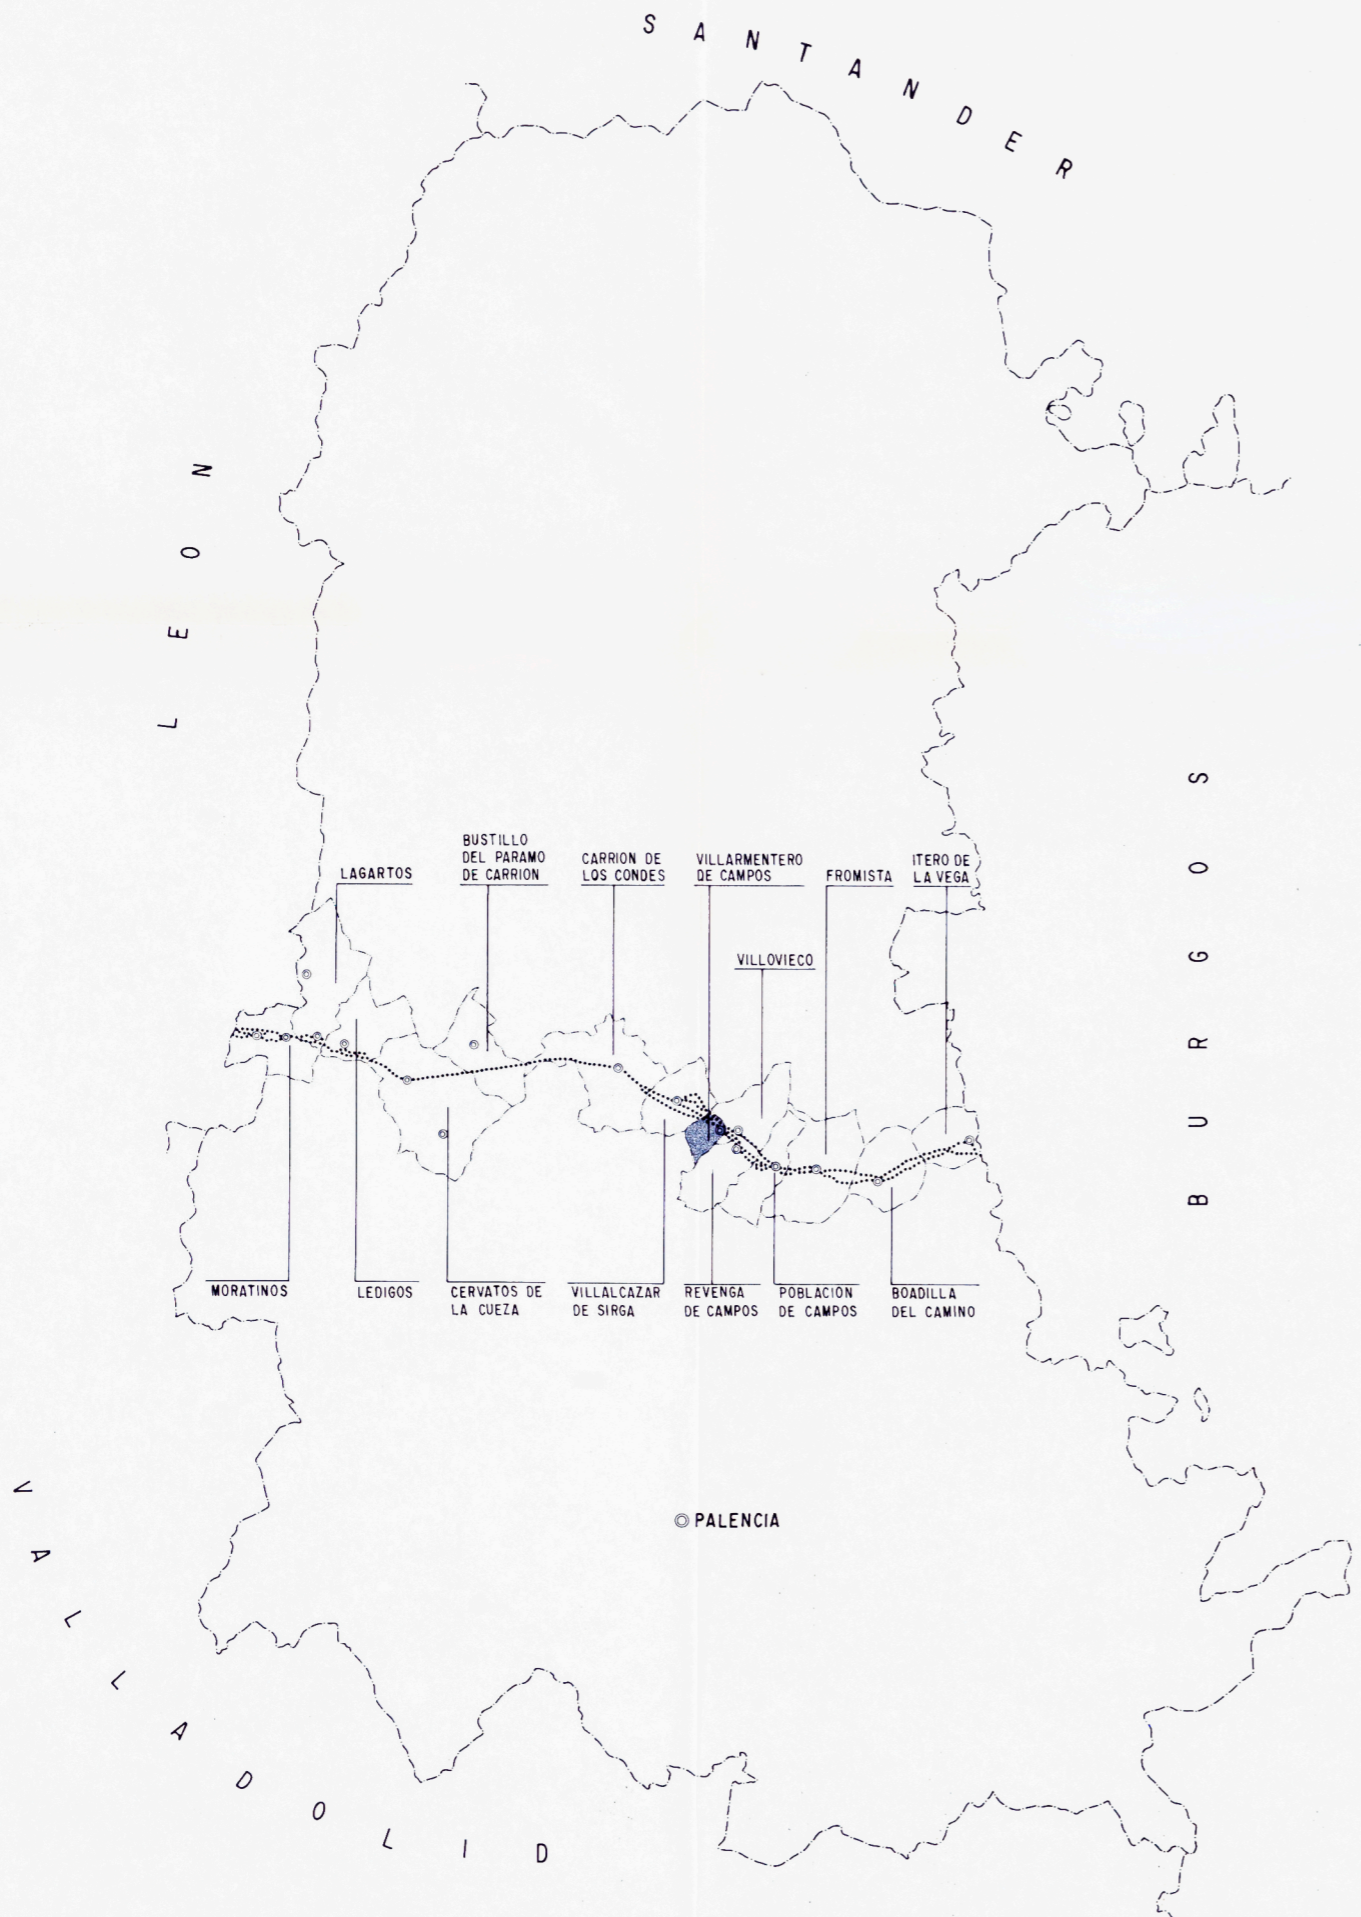 SANTANDER
LEON
BURGOS
BUSTILLO
DEL PARAMO
DE CARRION
LAGARTOS
CARRION DE
LOS CONDES
VILLARMENTERO
DE CAMPOS
FROMISTA
ITERO DE
LA VEGA
VILLOVIECO
MORATINOS
LEDIGOS
CERVATOS DE
LA CUEZA
VILLALCAZAR
DE SIRGA
REVENGA
DE CAMPOS
POBLACION
DE CAMPOS
BOADILLA
DEL CAMINO
PALENCIA
VALLADOLID